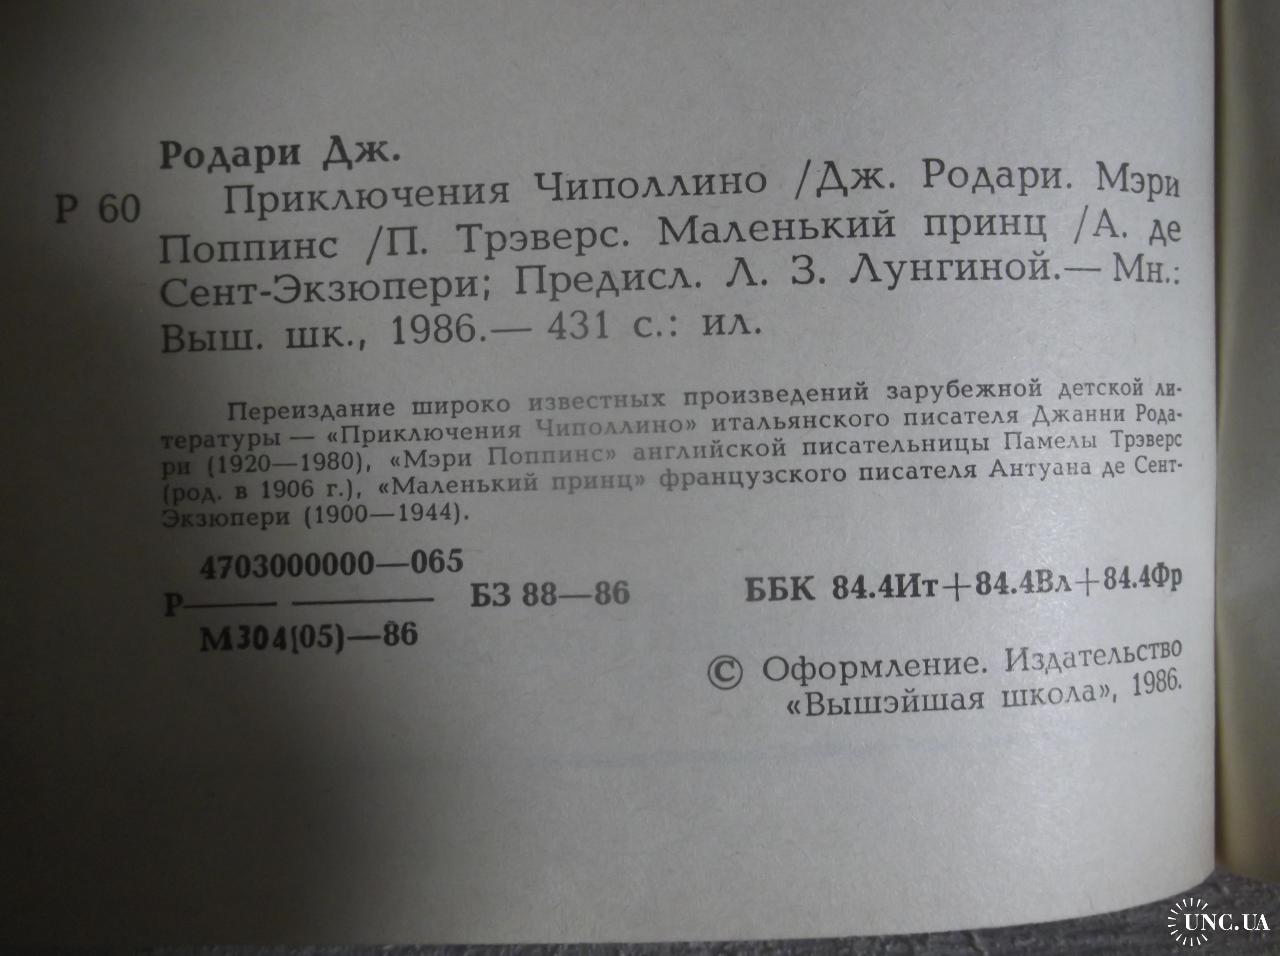 Родари Дж.
Р 60 Приключения Чиполлино /Дж. Родари. Мэри
Поппинс /П. Трэверс. Маленький принц /А. де
Сент-Экзюпери; Предисл. Л. З. Лунгиной.— Мн.:
Выш. шк., 1986.— 431 с.: ил.
Переиздание широко известных произведений зарубежной детской ли-
тературы — «Приключения Чиполлино» итальянского писателя Джанни Рода-
ри (1920—1980), «Мэри Поппинс» английской писательницы Памелы Трэверс
(род. в 1906 г.), «Маленький принц» французского писателя Антуана де Сент-
Экзюпери (1900—1944).
4703000000—065
Р—— ——— БЗ 88—86 ББК 84.4Ит+84.4Вл+84.4Фр
М304(05)—86
© Оформление. Издательство
«Вышэйшая школа», 1986.
UNC.UA